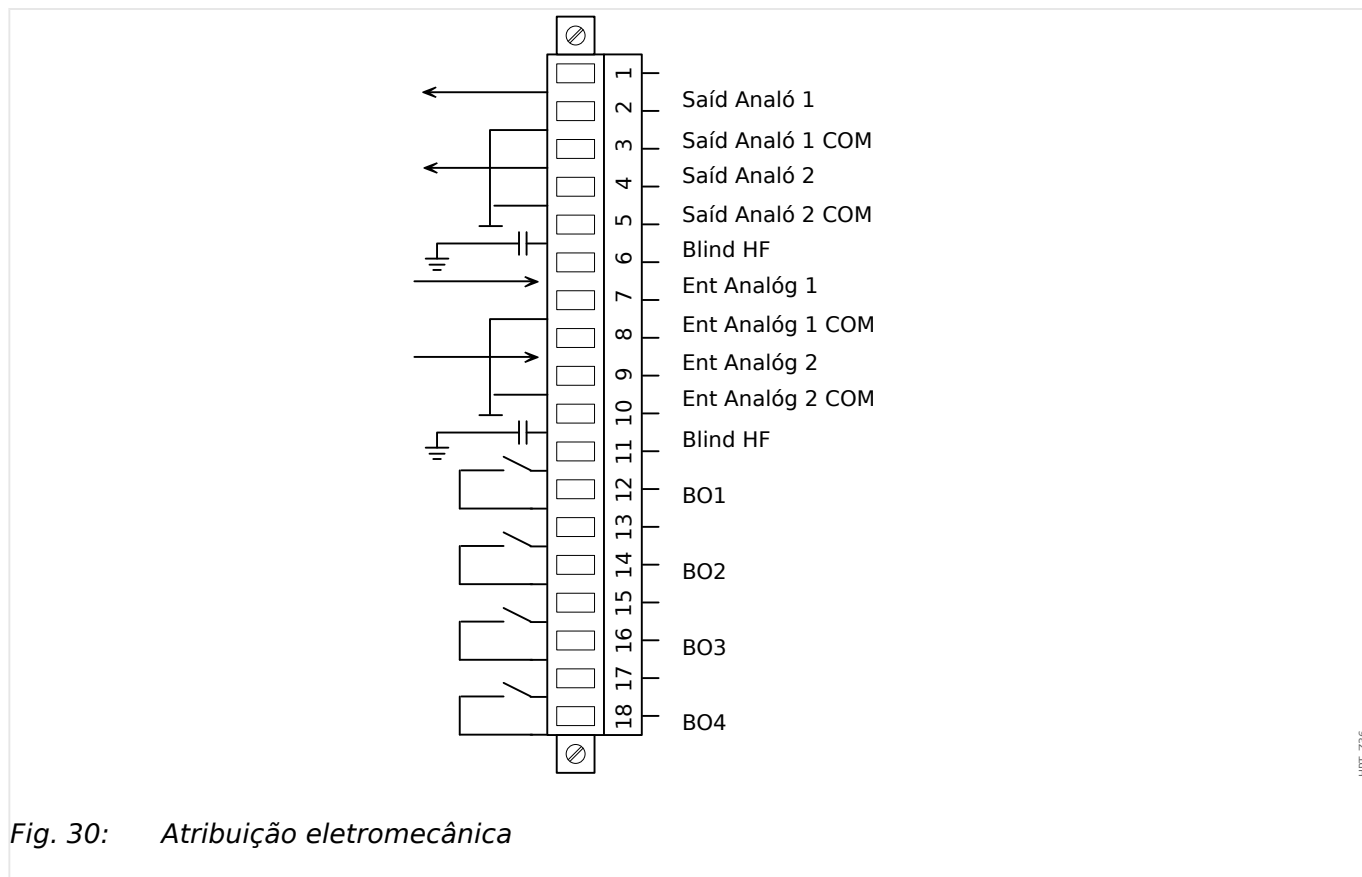 1
2
Saíd Analó 1
3
Saíd Analó 1 COM
4
Saíd Analó 2
5
Saíd Analó 2 COM
6
Blind HF
7
Ent Analóg 1
8
Ent Analóg 1 COM
9
Ent Analóg 2
10
Ent Analóg 2 COM
11
Blind HF
12
BO1
13
14
BO2
15
16
BO3
17
18
BO4
Fig. 30: Atribuição eletromecânica